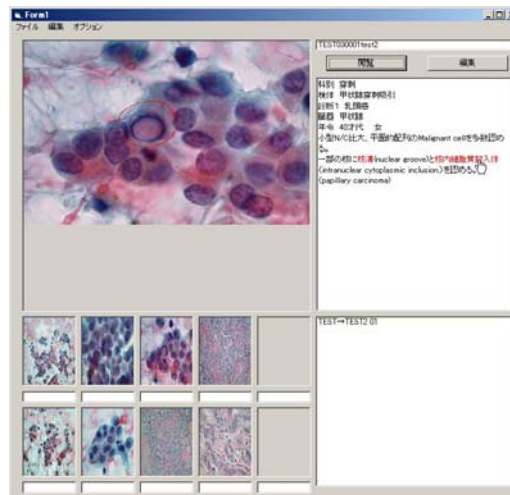 Form1
ファイル 編集 オプション
TEST030001test2
閲覧 編集
科別 穿刺
検体 甲状腺穿刺吸引
診断1 乳頭癌
臓器 甲状腺
年令 40才代 女
小型N/C比大、平面的配列のMalignant cellを多数認め
る。
一部の核に核溝(nuclear groove)と核内細胞質封入体
(intranuclear cytoplasmic inclusion)を認める。
(papillary carcinoma)
TEST→TEST2 01